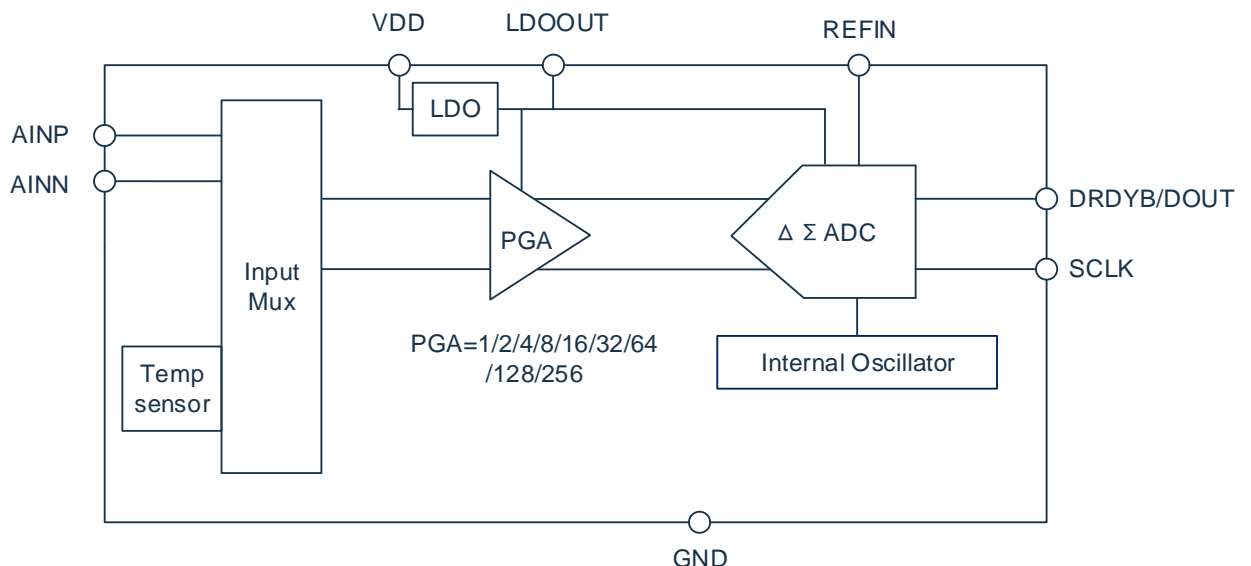 VDD
LDOOUT
REFIN
LDO
AINP
AINN
DRDYB/DOUT
PGA
Δ Σ ADC
SCLK
Input
Mux
PGA=1/2/4/8/16/32/64
/128/256
Internal Oscillator
Temp
sensor
GND